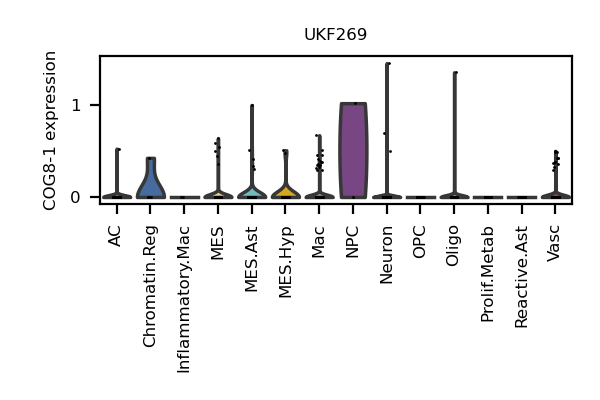 UKF269
COG8-1 expression
1
0
AC
Chromatin.Reg
Inflammatory.Mac
MES
MES.Ast
MES.Hyp
Mac
NPC
Neuron
OPC
Oligo
Prolif.Metab
Reactive.Ast
Vasc